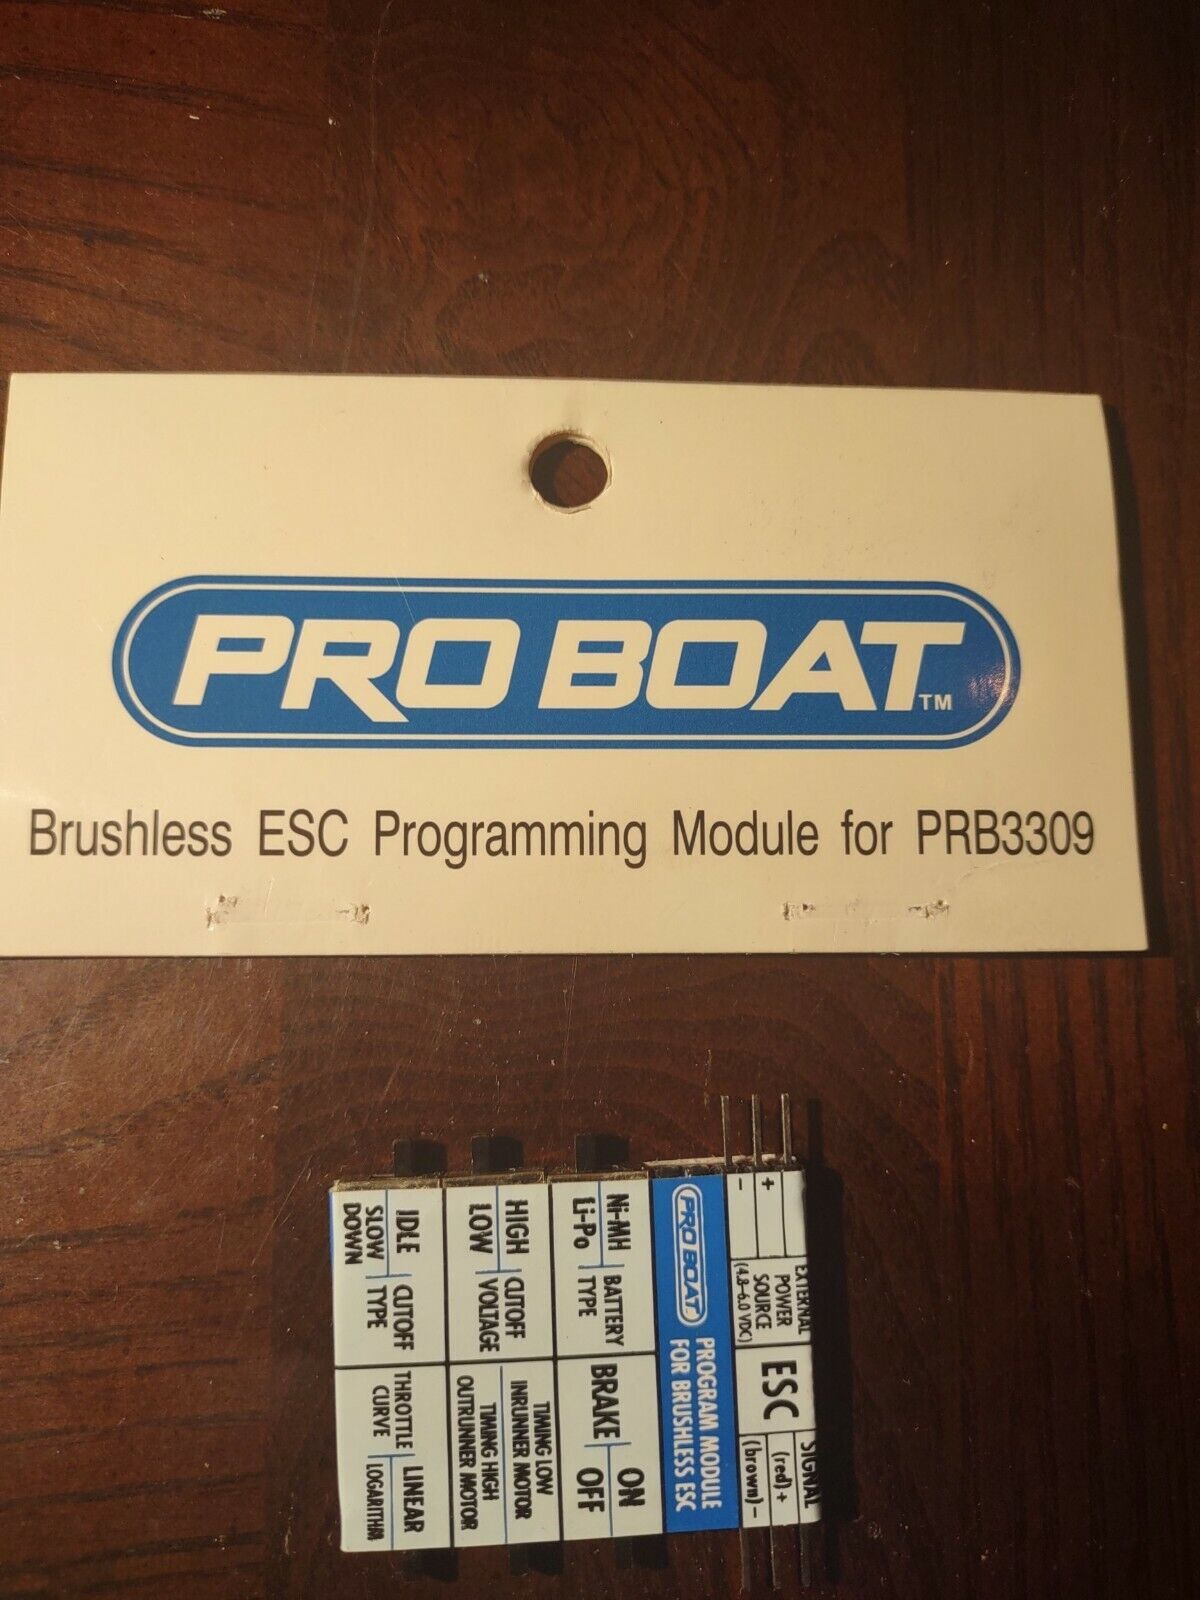 PRO BOAT™
Brushless ESC Programming Module for PRB3309
-
+
EXTERNAL
POWER
SOURCE
(4.8-6.0 VDC)
ESC
SIGNAL
(red) +
(brown) -
PRO BOAT
PROGRAM MODULE
FOR BRUSHLESS ESC
Ni-MH
Li-Po
BATTERY
TYPE
BRAKE
ON
OFF
HIGH
LOW
CUTOFF
VOLTAGE
TIMING LOW
INRUNNER MOTOR
TIMING HIGH
OUTRUNNER MOTOR
IDLE
SLOW
DOWN
CUTOFF
TYPE
THROTTLE
CURVE
LINEAR
LOGARITHM